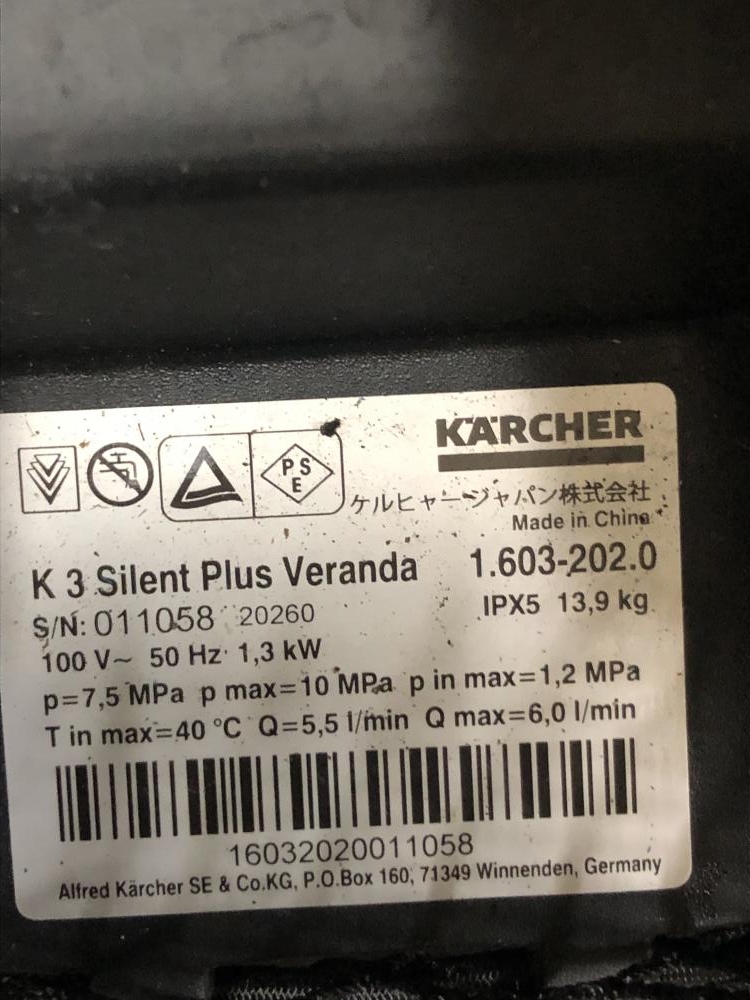 KÄRCHER
PSE
ケルヒャージャパン株式会社
Made in China
K 3 Silent Plus Veranda 1.603-202.0
S/N: 011058 20260 IPX5 13,9 kg
100 V~ 50 Hz 1,3 kW
p=7,5 MPa p max=10 MPa p in max=1,2 MPa
T in max=40 °C Q=5,5 l/min Q max=6,0 l/min
16032020011058
Alfred Kärcher SE & Co.KG, P.O.Box 160, 71349 Winnenden, Germany